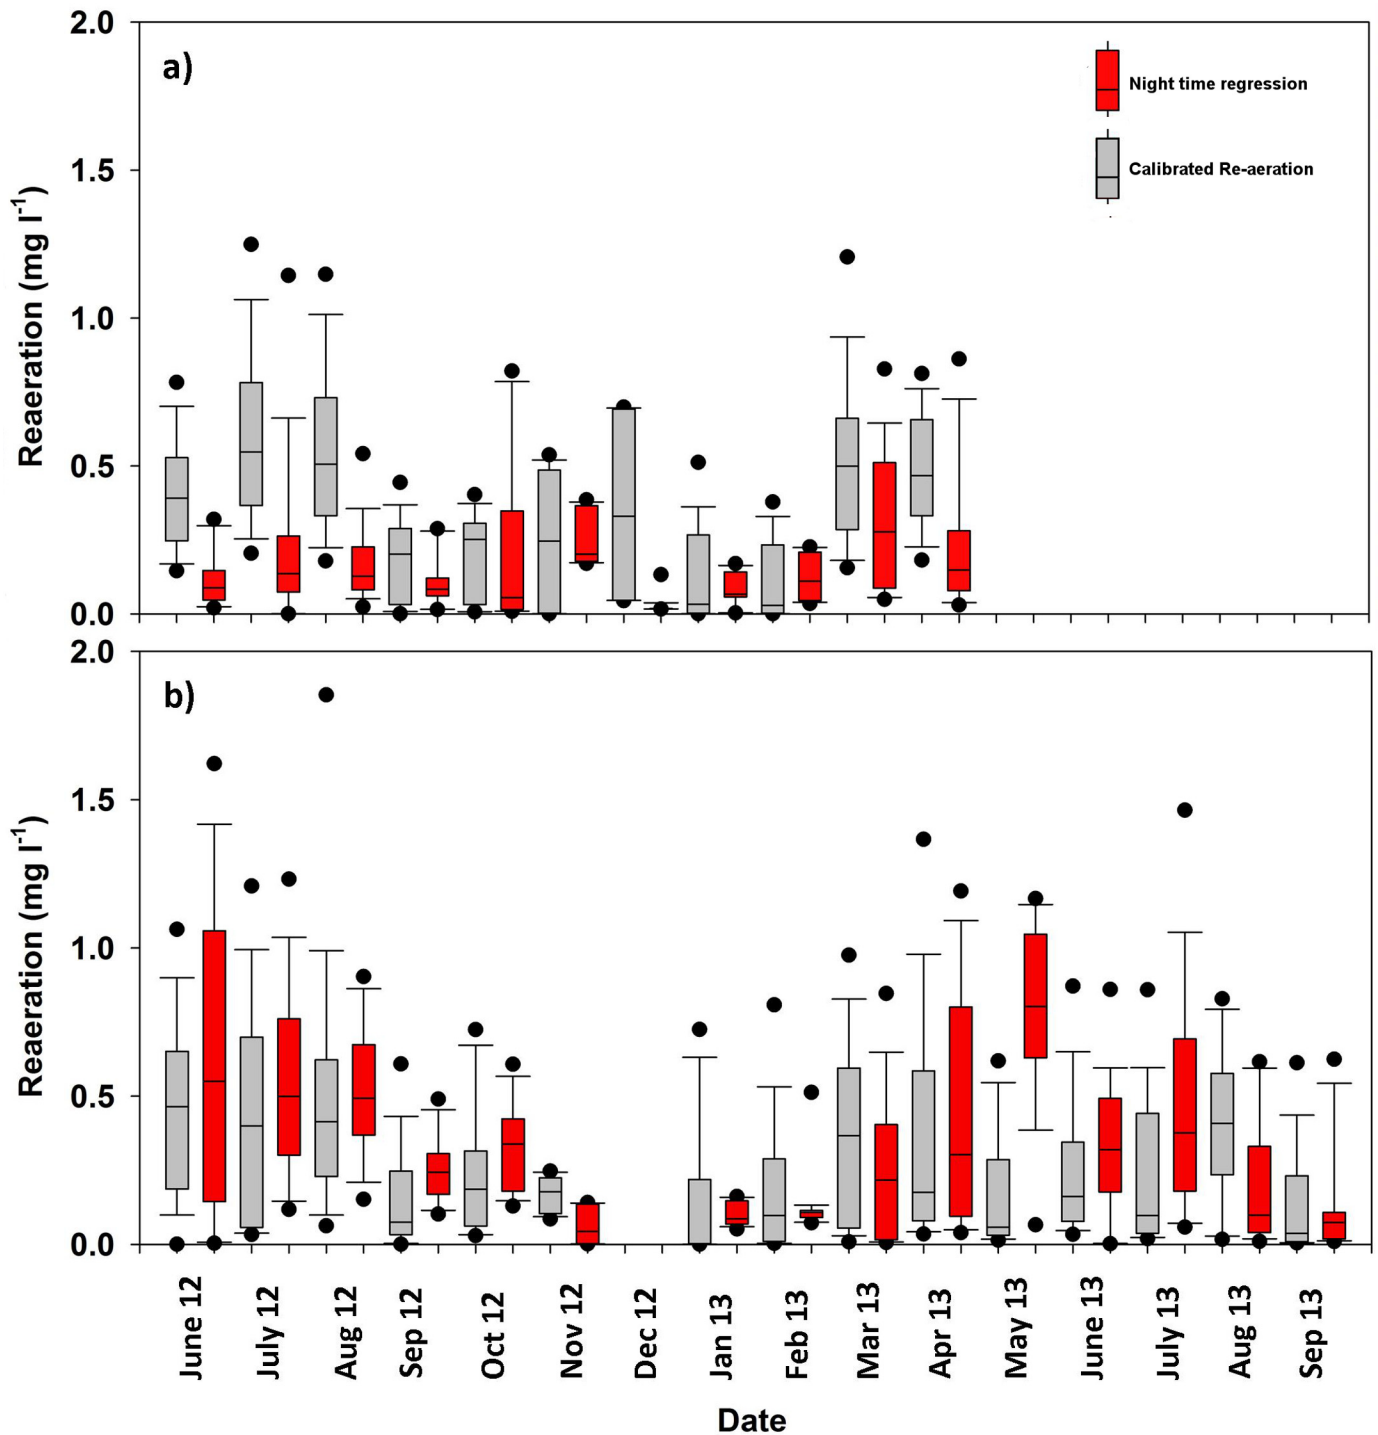 a)
Night time regression
Calibrated Re-aeration
Reaeration (mg l-1)
2.0
1.5
1.0
0.5
0.0
b)
Reaeration (mg l-1)
2.0
1.5
1.0
0.5
0.0
June 12
July 12
Aug 12
Sep 12
Oct 12
Nov 12
Dec 12
Jan 13
Feb 13
Mar 13
Apr 13
May 13
June 13
July 13
Aug 13
Sep 13
Date